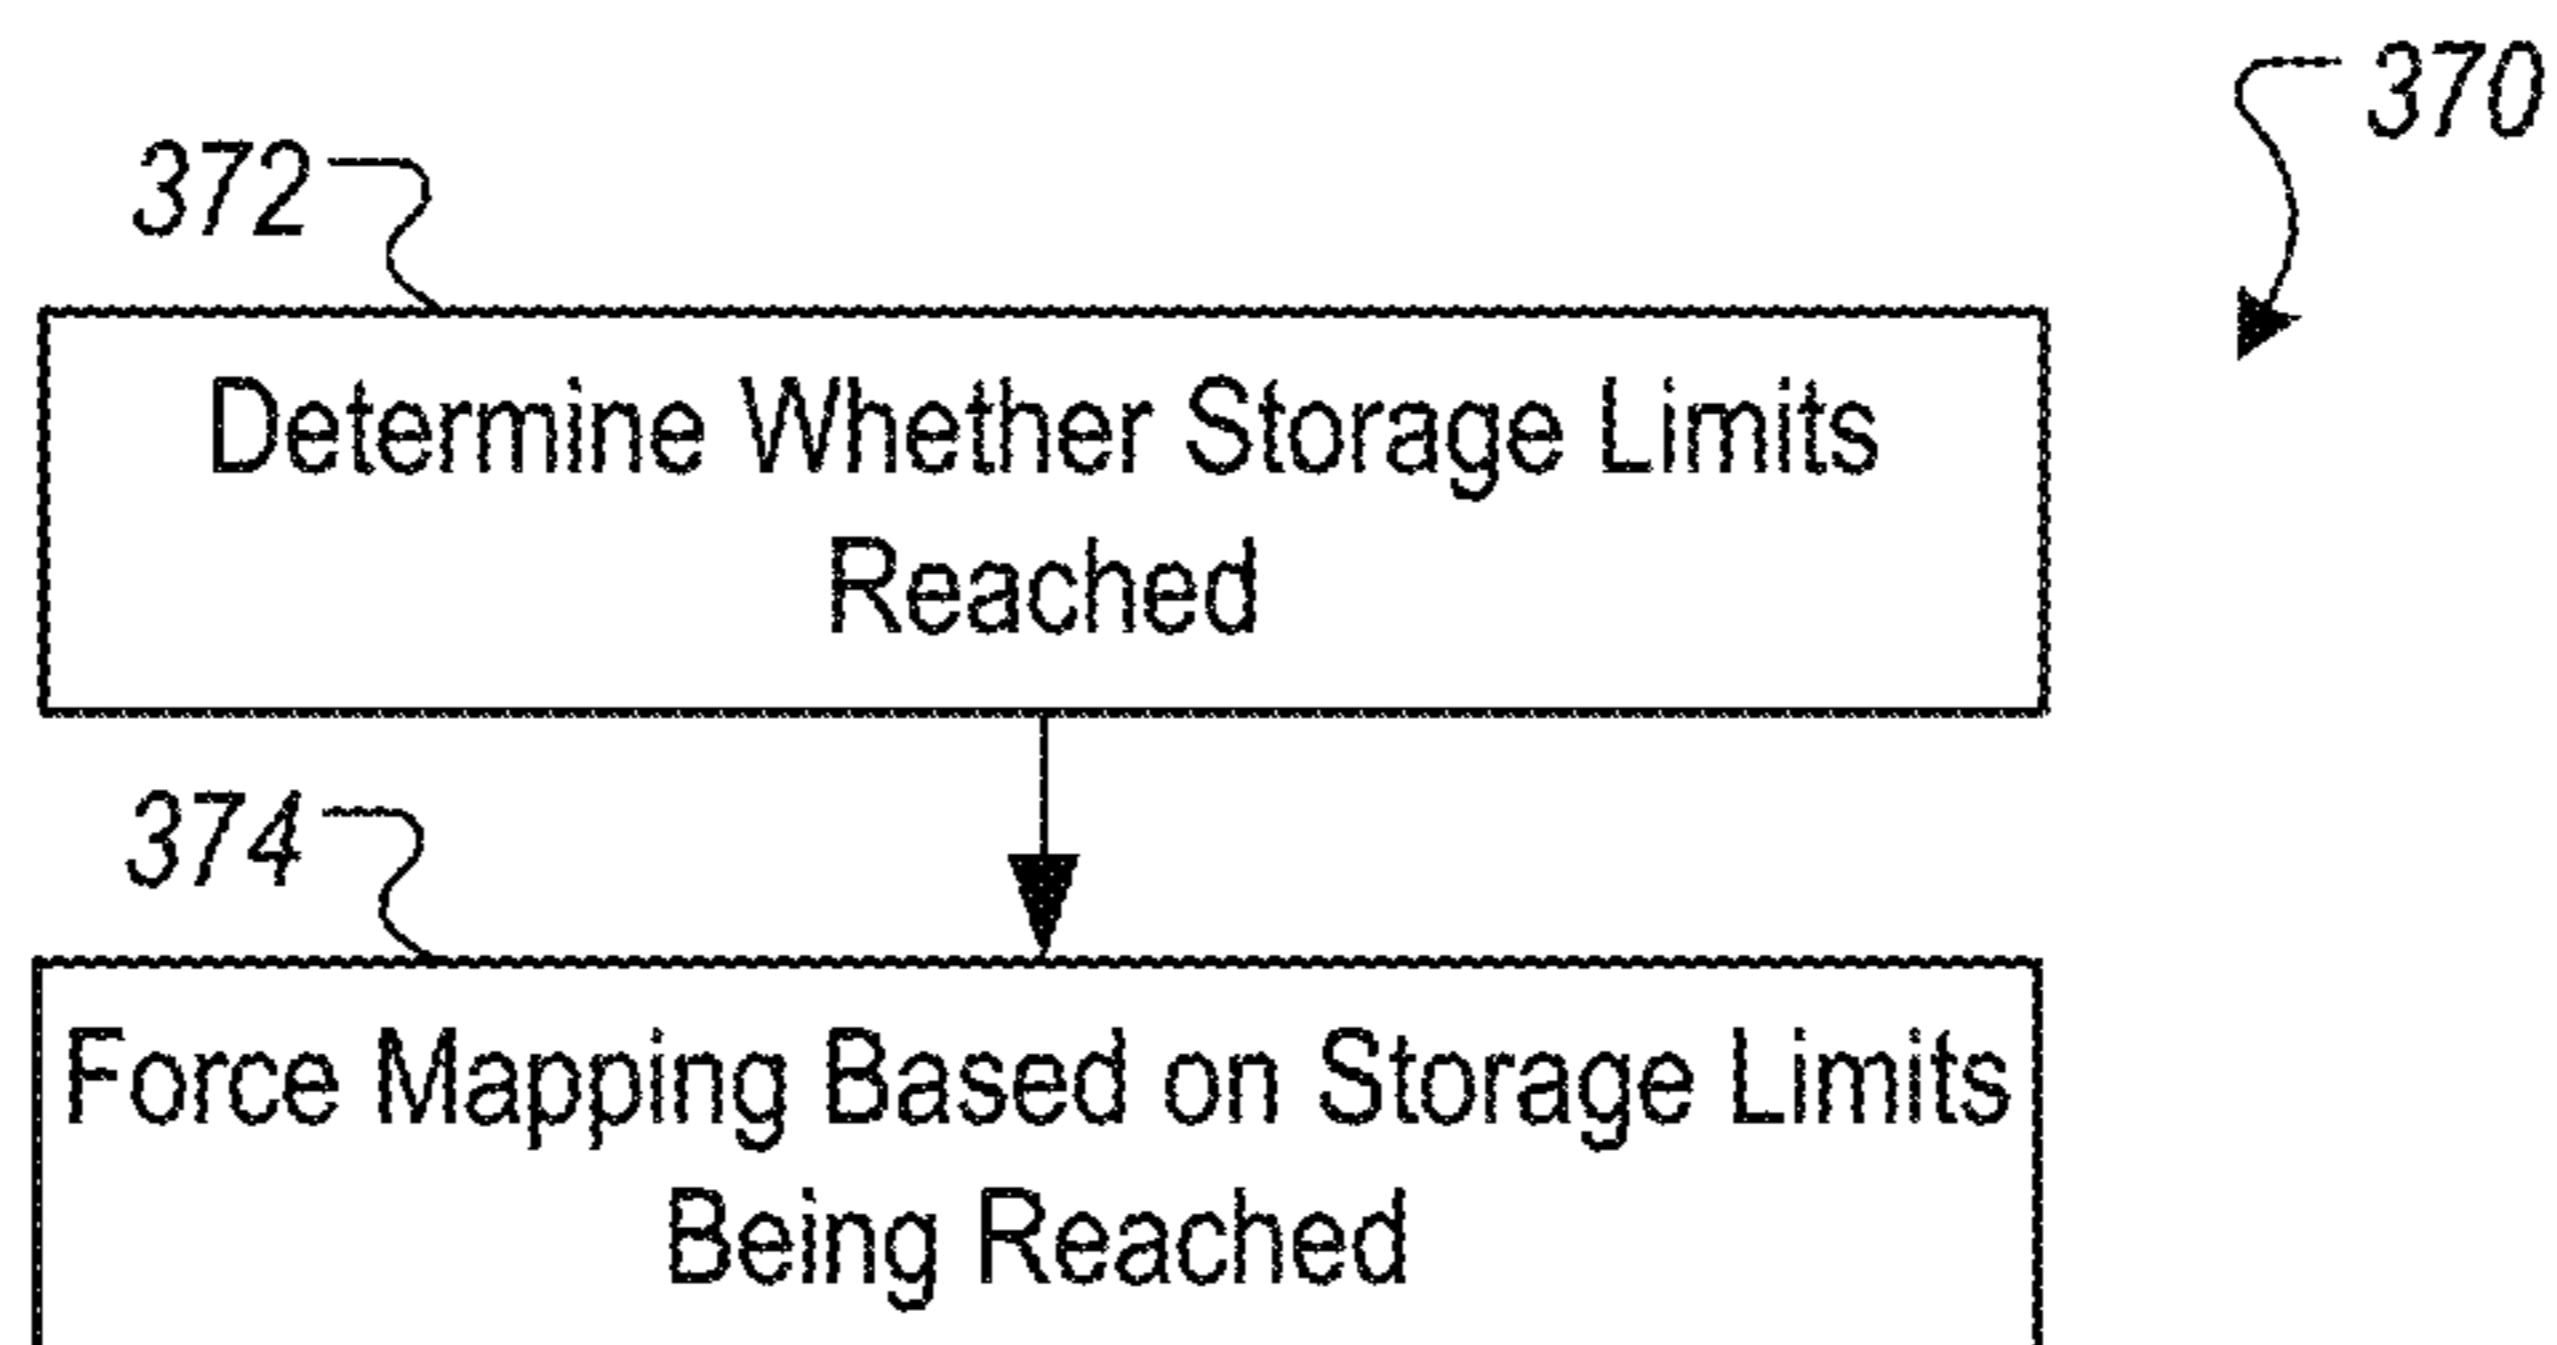 370
372
Determine Whether Storage Limits
Reached
374
Force Mapping Based on Storage Limits
Being Reached